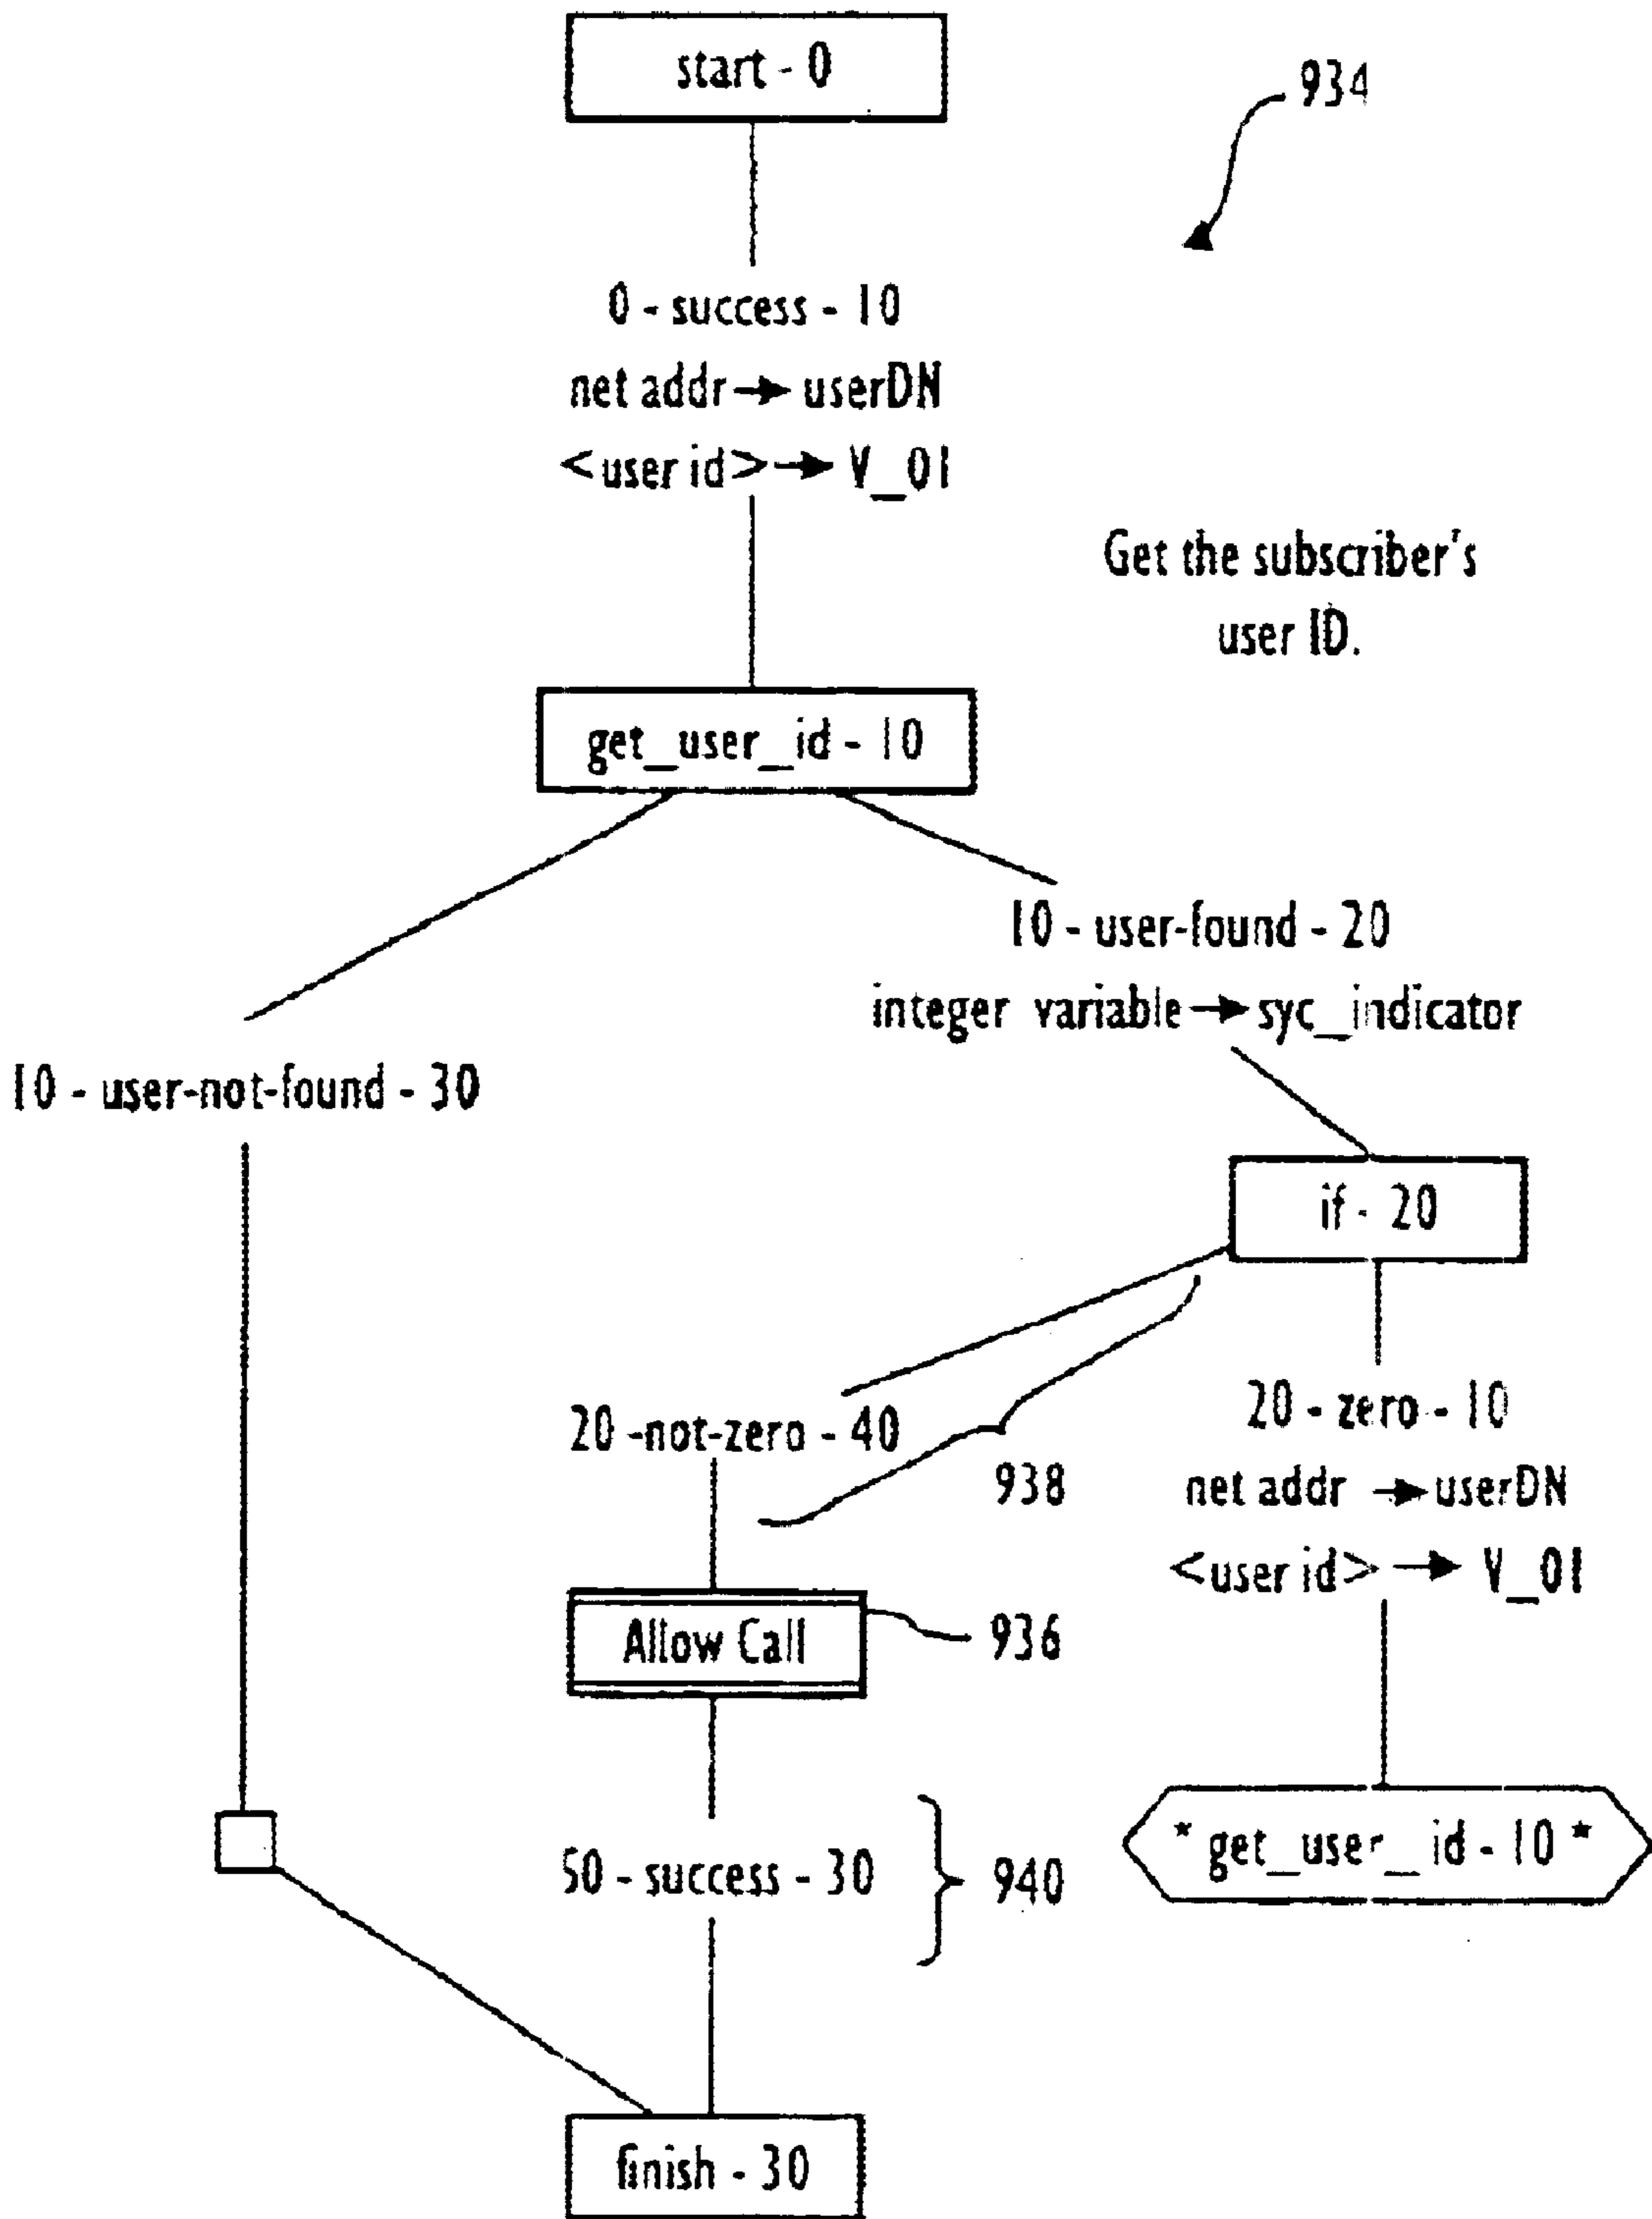 start - 0
934
0 - success - 10
net addr → userDN
<user id> → V_01
Get the subscriber's
user ID.
get_user_id - 10
10 - user-found - 20
integer variable → syc_indicator
10 - user-not-found - 30
if - 20
20 -not-zero - 40
20 - zero - 10
938
net addr → userDN
<user id> → V_01
Allow Call
936
50 - success - 30
940
* get_user_id - 10 *
finish - 30